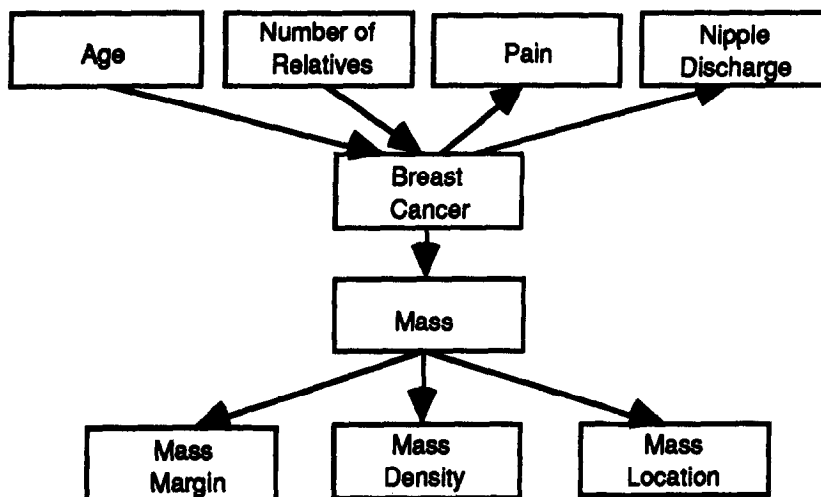 Age
Number of
Relatives
Pain
Nipple
Discharge
Breast
Cancer
Mass
Mass
Margin
Mass
Density
Mass
Location